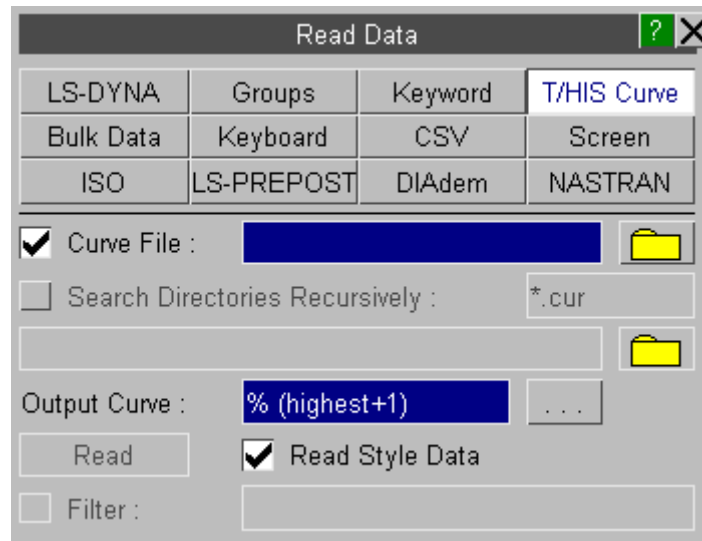 Read Data ? X
LS-DYNA Groups Keyword T/HIS Curve
Bulk Data Keyboard CSV Screen
ISO LS-PREPOST DIAdem NASTRAN
Curve File :
Search Directories Recursively : *.cur
Output Curve : % (highest+1) ...
Read Read Style Data
Filter :